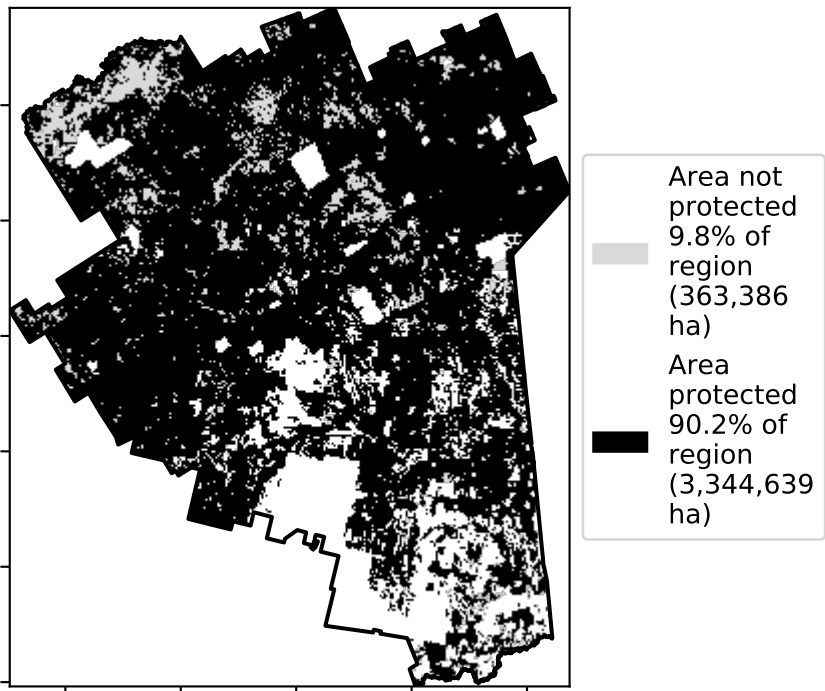 Area not
protected
9.8% of
region
(363,386
ha)
Area
protected
90.2% of
region
(3,344,639
ha)